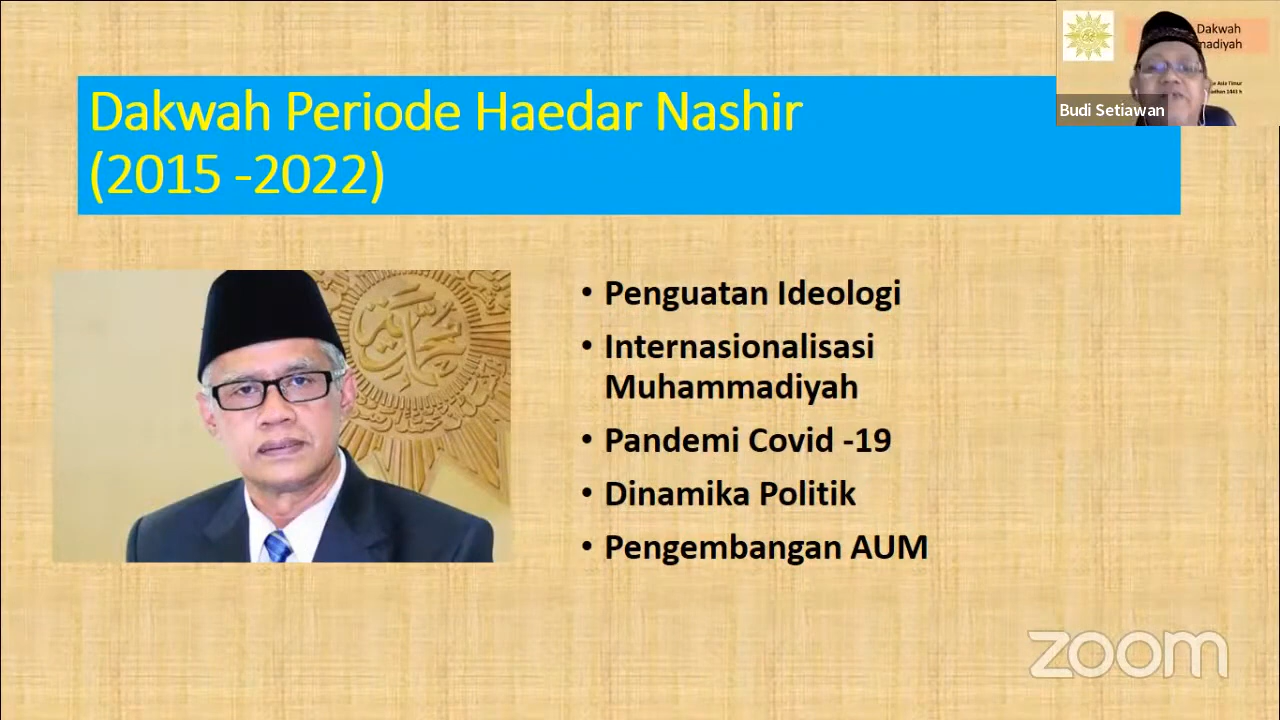 Dakwah Periode Haedar Nashir
(2015 -2022)
• Penguatan Ideologi
• Internasionalisasi
Muhammadiyah
• Pandemi Covid -19
• Dinamika Politik
• Pengembangan AUM
Dakwah
Budi Setiawan
zoom